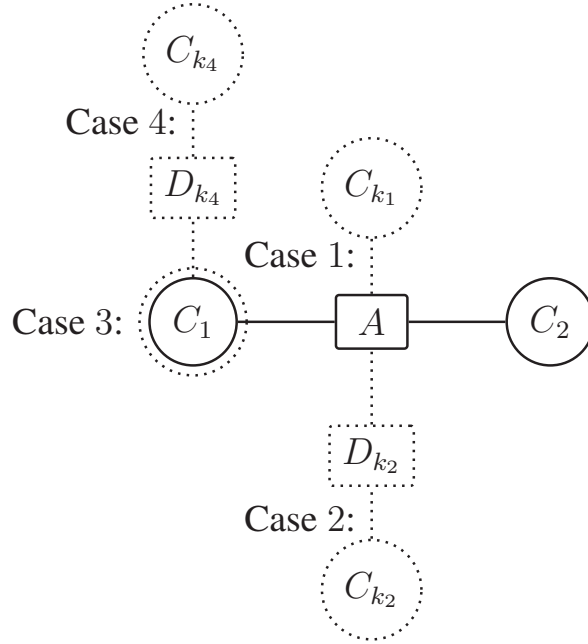 $C_{k_4}$
Case 4:
$D_{k_4}$
$C_{k_1}$
Case 1:
Case 3: $C_1$ $A$ $C_2$
$D_{k_2}$
Case 2:
$C_{k_2}$